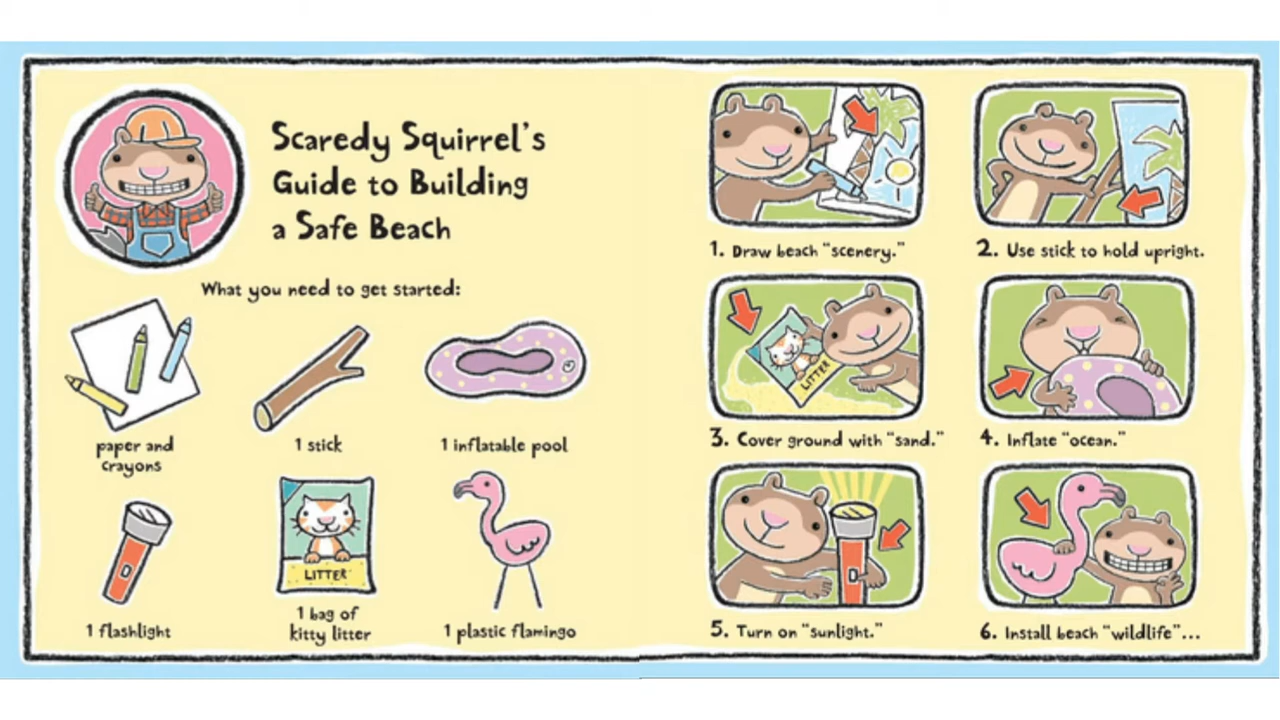 Scaredy Squirrel's
Guide to Building
a Safe Beach
What you need to get started:
paper and
crayons
1 stick
1 inflatable pool
1 flashlight
LITTER
1 bag of
kitty litter
1 plastic flamingo
1. Draw beach "scenery."
2. Use stick to hold upright.
LITTER
3. Cover ground with "sand."
4. Inflate "ocean."
5. Turn on "sunlight."
6. Install beach "wildlife"...